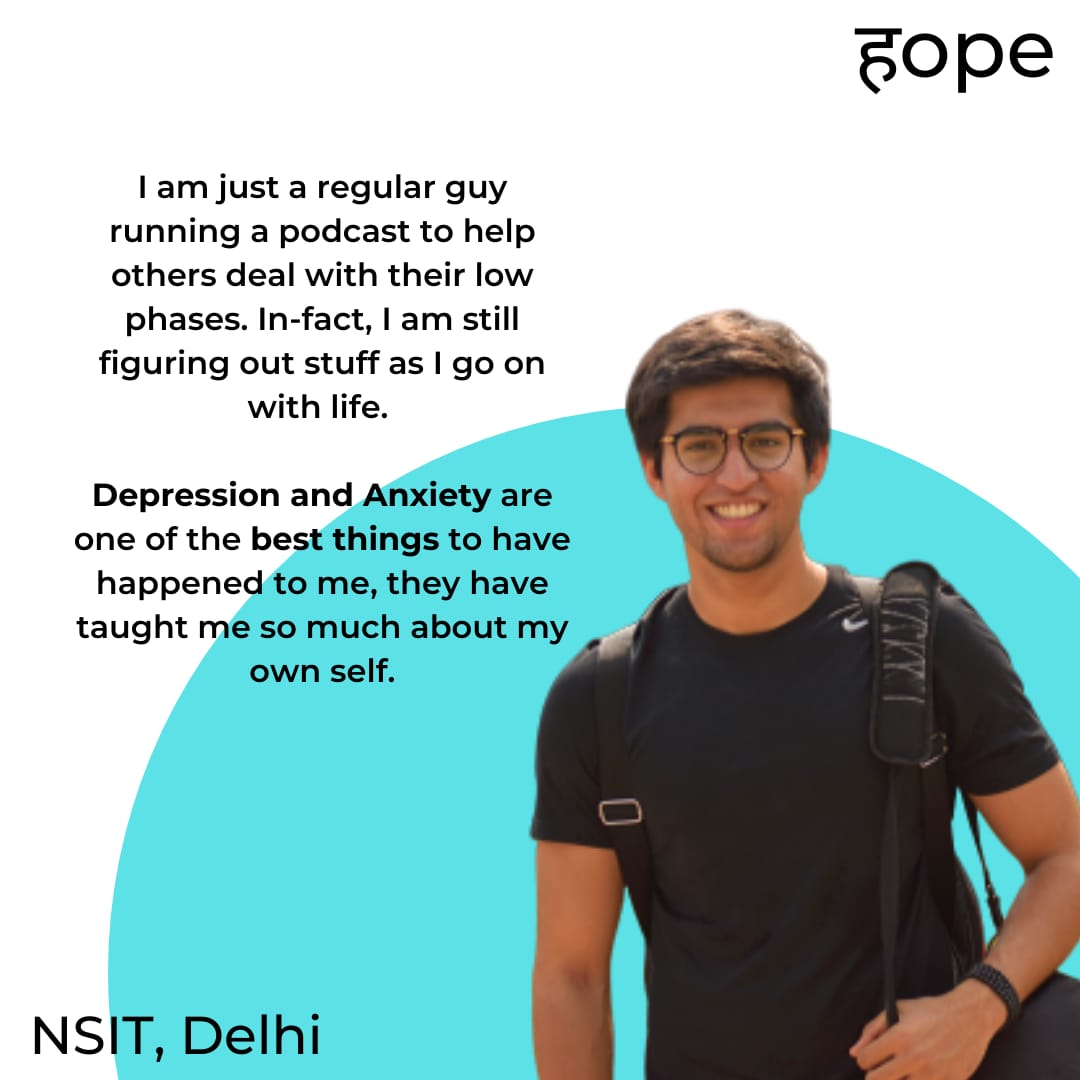 हope
I am just a regular guy
running a podcast to help
others deal with their low
phases. In-fact, I am still
figuring out stuff as I go on
with life.
Depression and Anxiety are
one of the best things to have
happened to me, they have
taught me so much about my
own self.
NSIT, Delhi